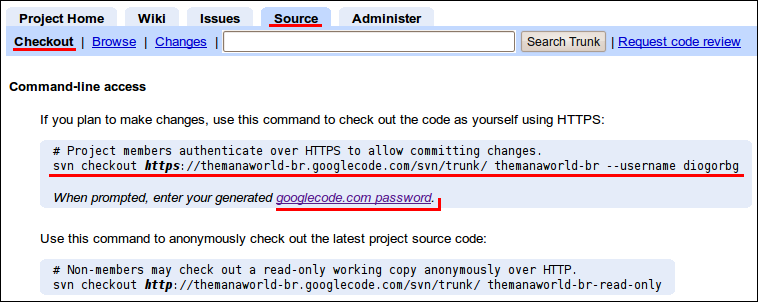 Project Home Wiki Issues Source Administer
Checkout | Browse | Changes | Search Trunk | Request code review
Command-line access
If you plan to make changes, use this command to check out the code as yourself using HTTPS:
# Project members authenticate over HTTPS to allow committing changes.
svn checkout https://themanaworld-br.googlecode.com/svn/trunk/ themanaworld-br --username diogorbg
When prompted, enter your generated googlecode.com password.
Use this command to anonymously check out the latest project source code:
# Non-members may check out a read-only working copy anonymously over HTTP.
svn checkout http://themanaworld-br.googlecode.com/svn/trunk/ themanaworld-br-read-only